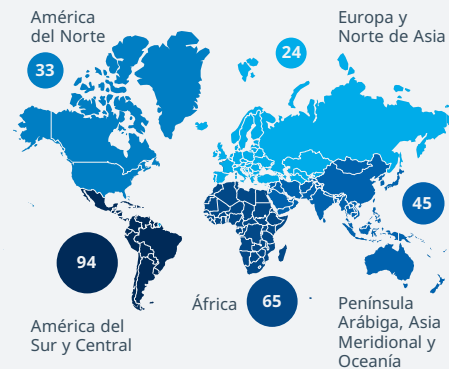 América
del Norte
33
Europa y
Norte de Asia
24
45
94
América del
Sur y Central
África
65
Península
Arábiga, Asia
Meridional y
Oceanía